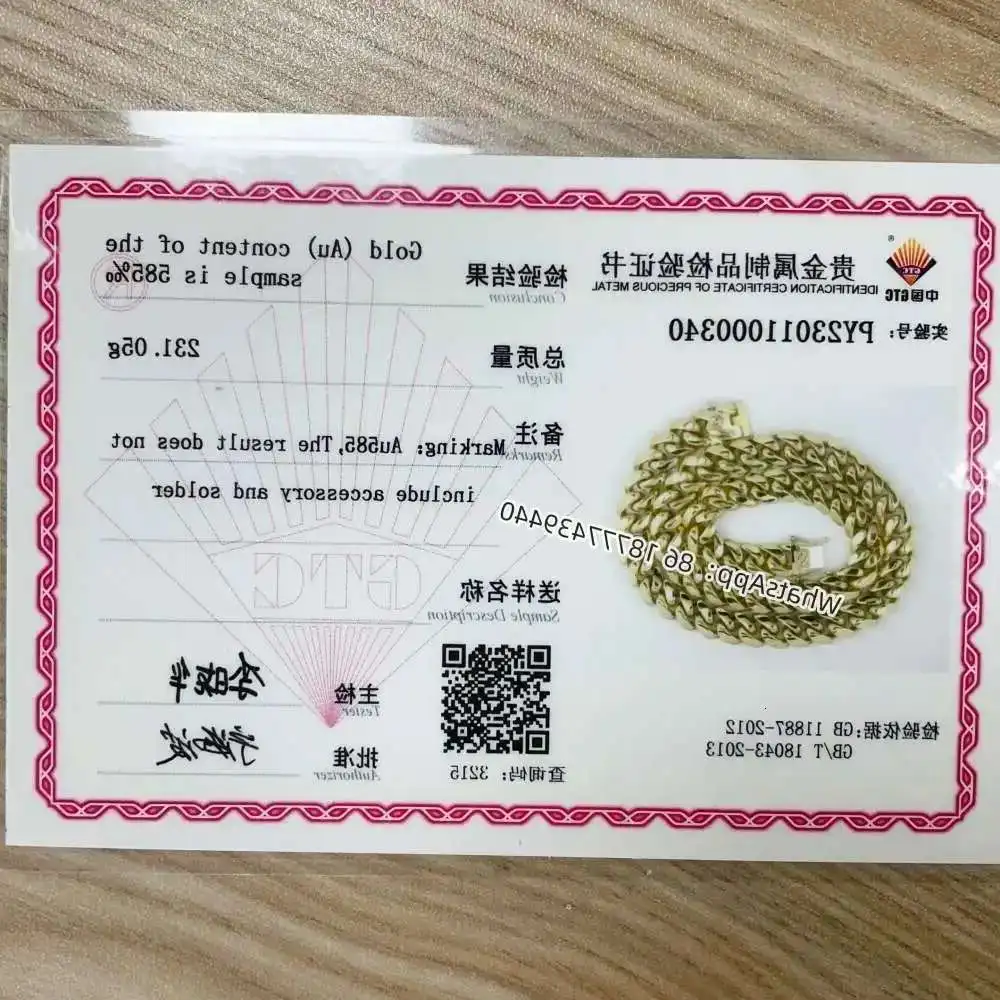 中国GTC
®
GTC
贵金属制品检验证书
IDENTIFICATION CERTIFICATE OF PRECIOUS METAL
实验号: PY23011000340
WhatsApp: 86 18777439440
检验依据:GB 11887-2012
GB/T 18043-2013
检验结果
Conclusion
Gold (Au) content of the
sample is 585‰
总质量
Weight
231.05g
备注
Remarks
Marking: Au585,The result does not
include accessory and solder
GTC
送样名称
Sample Description
主检
Tester
批准
Authorizer
查询码: 3215